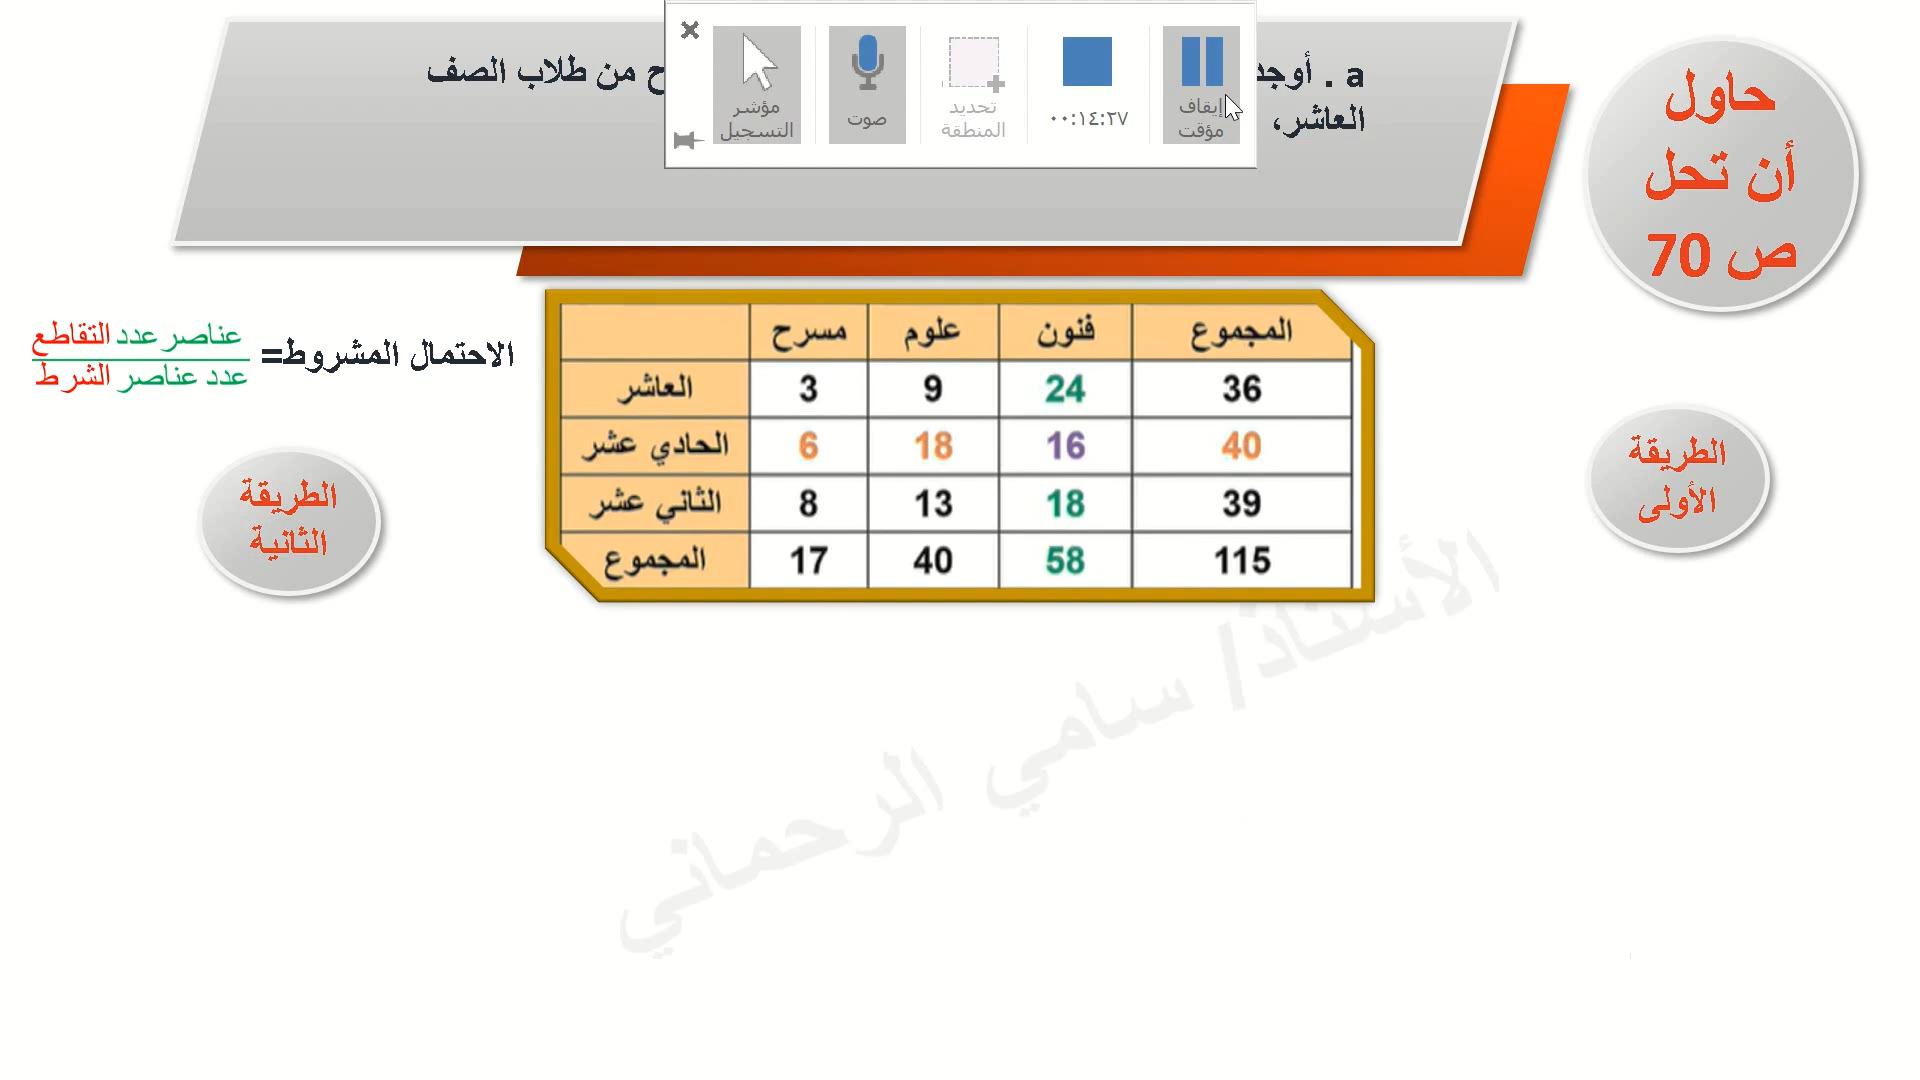 حاول
أن تحل
ص 70
a . أوجد
من طلاب الصف
العاشر،
إيقاف
مؤقت
٠٠:١٤:٢٧
تحديد
المنطقة
صوت
مؤشر
التسجيل
الاحتمال المشروط=
عناصر عدد التقاطع
عدد عناصر الشرط
مسرح علوم فنون المجموع
العاشر 3 9 24 36
الحادي عشر 6 18 16 40
الثاني عشر 8 13 18 39
المجموع 17 40 58 115
الطريقة
الأولى
الطريقة
الثانية
الأستاذ/ سامي الرحماني